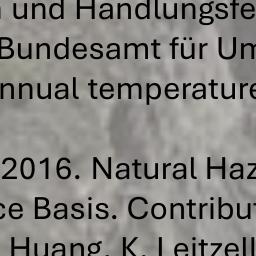 und Handlungsfe
Bundesamt für Um
nnual temperature
2016. Natural Haz
ce Basis. Contribut
Huang, K. Leitzell